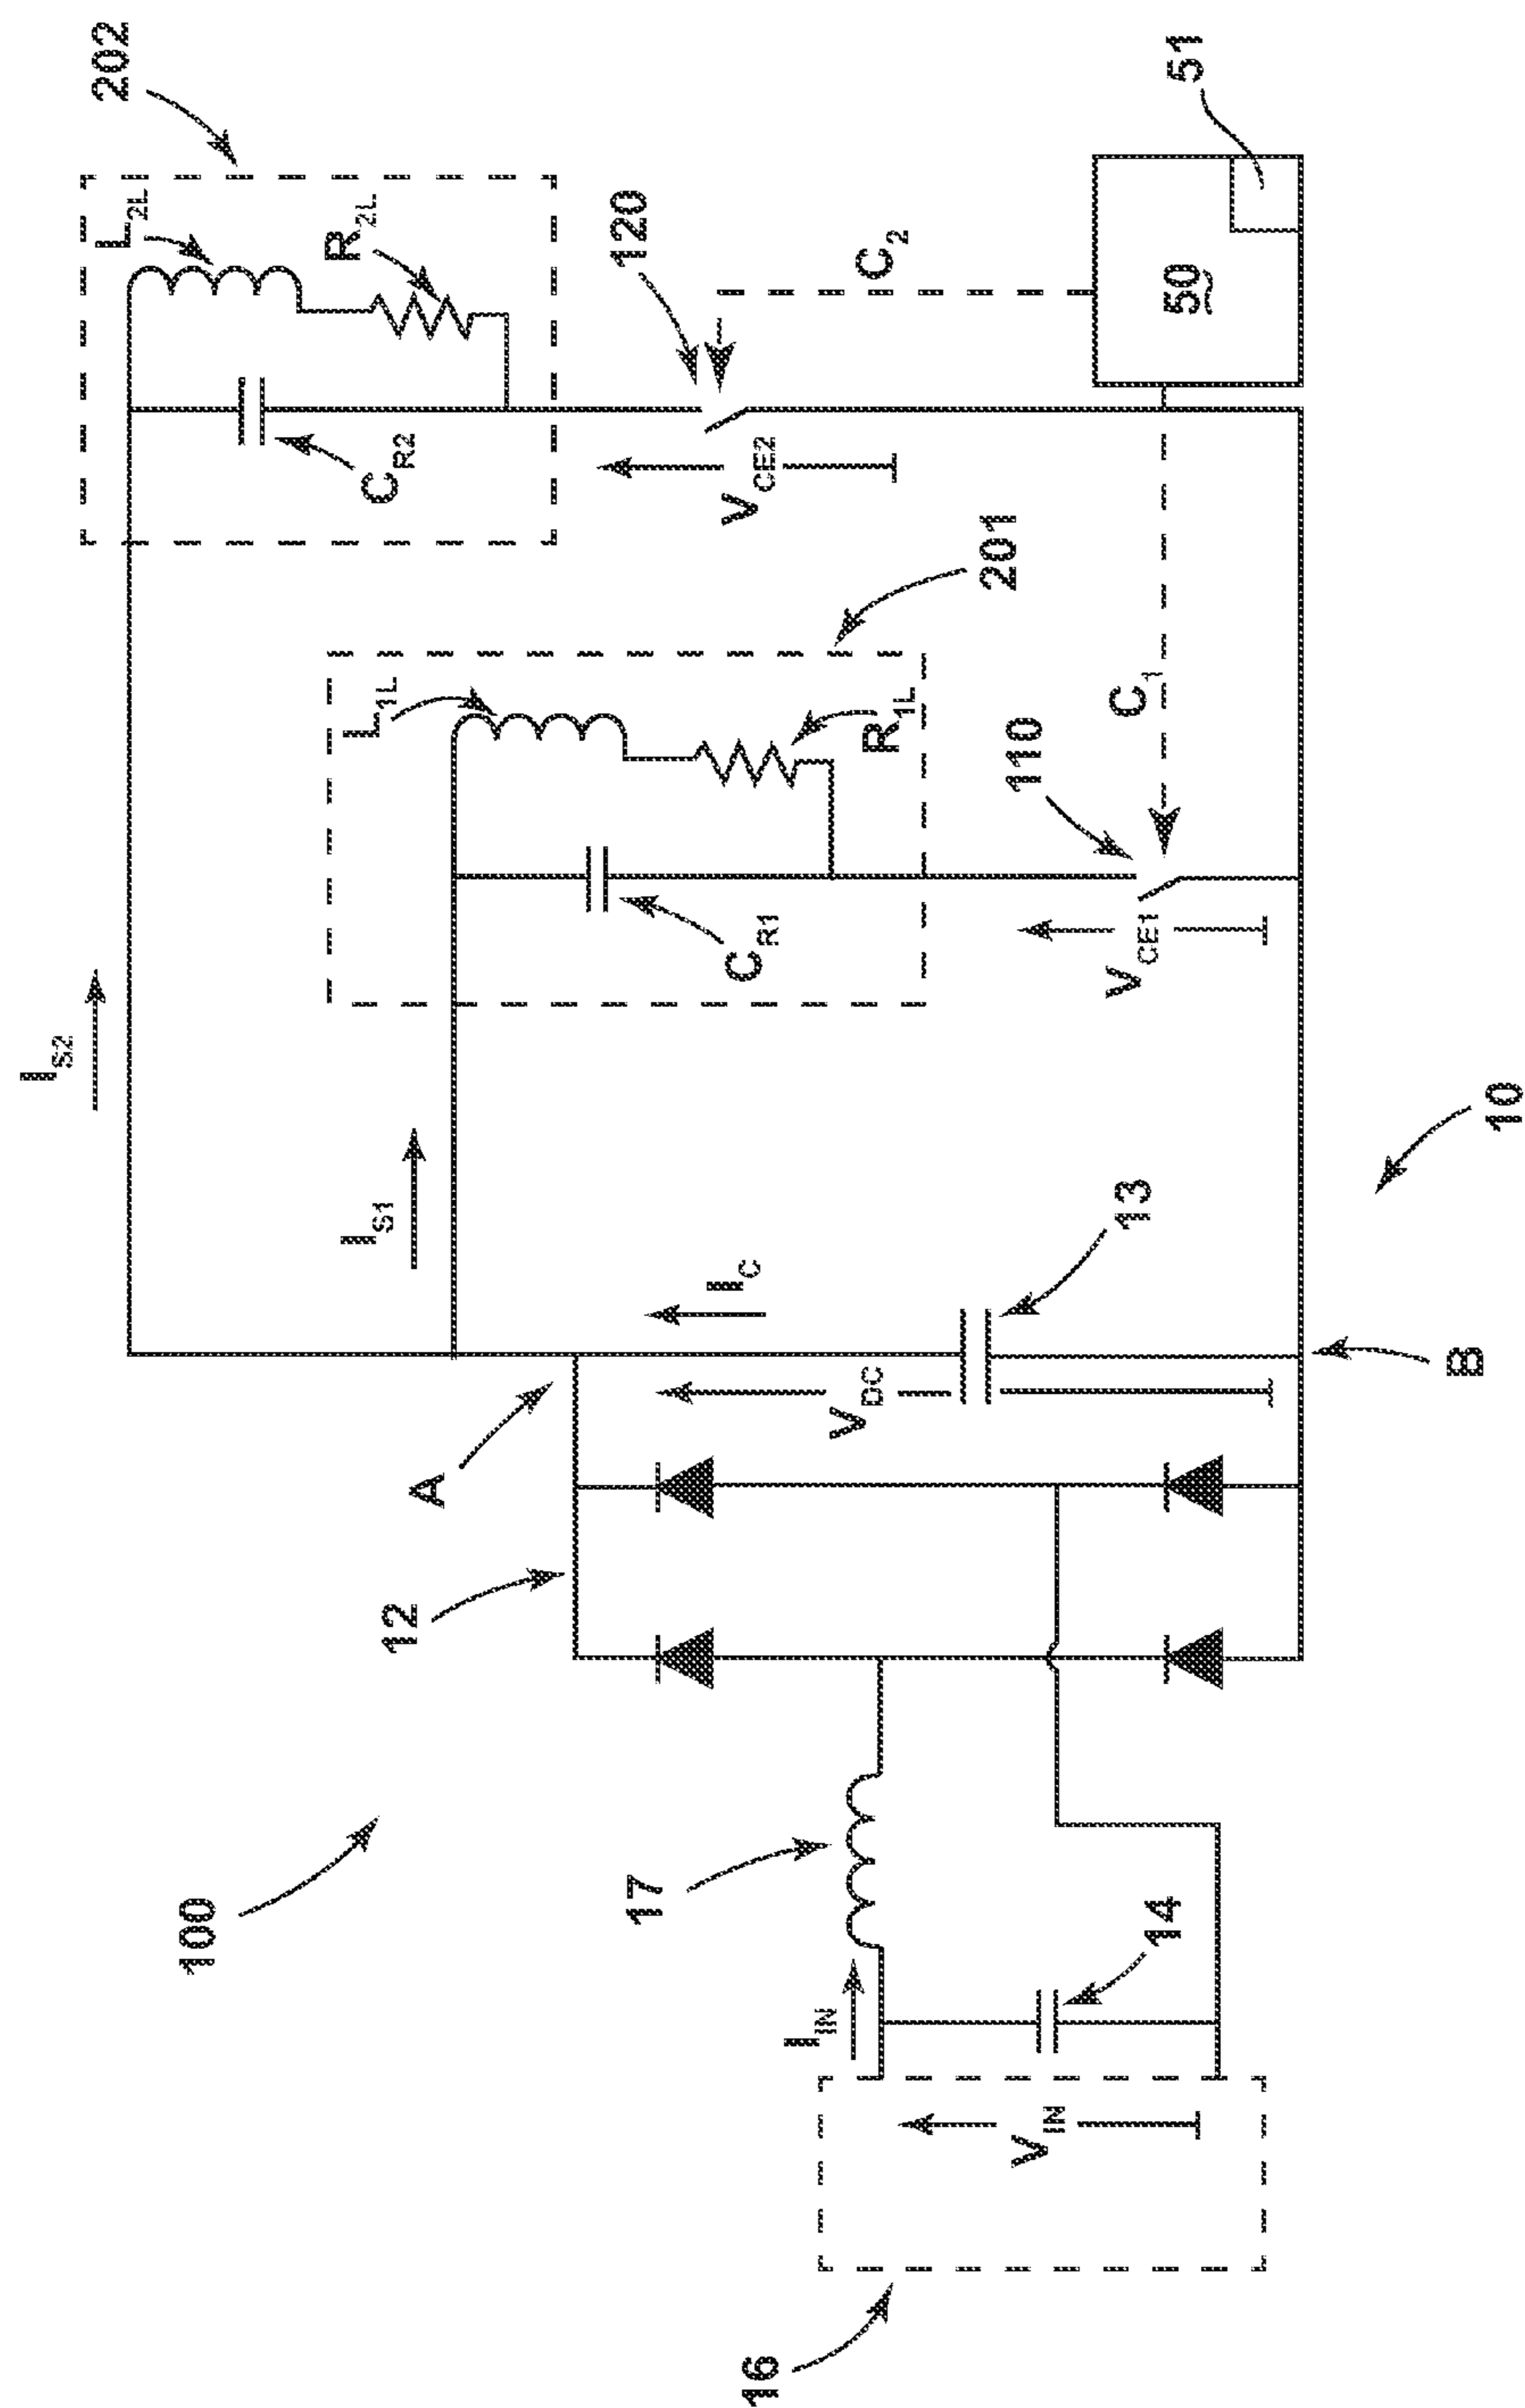 202
L2L
R2L
CR2
120
VCE2
C2
50
51
IS2
IS1
L1L
R1L
201
CR1
110
VCE1
C1
IC
13
VDC
A
B
10
12
100
17
14
IIN
VIN
16